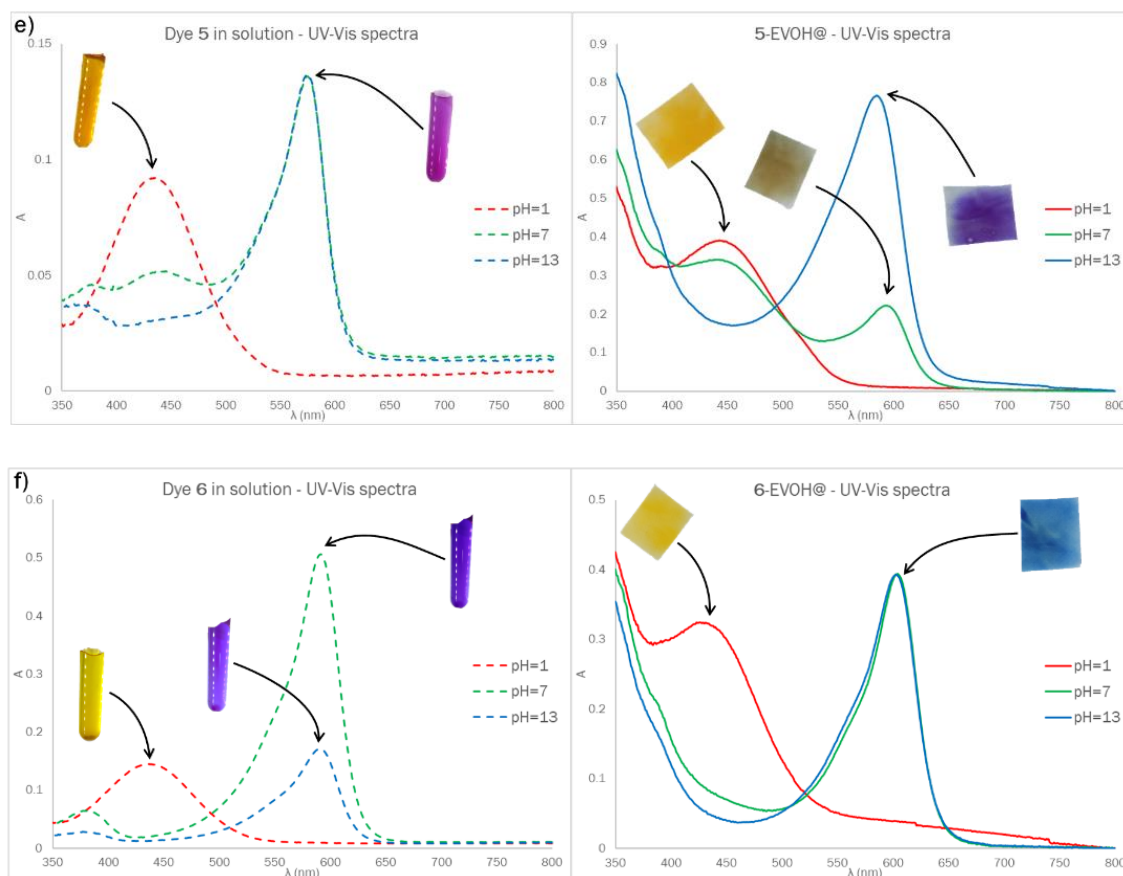 e)
Dye 5 in solution - UV-Vis spectra
0.15
0.1
0.05
0
A
350 400 450 500 550 600 650 700 750 800
λ (nm)
pH=1
pH=7
pH=13
5-EVOH@ - UV-Vis spectra
0.9
0.8
0.7
0.6
0.5
0.4
0.3
0.2
0.1
0
A
350 400 450 500 550 600 650 700 750 800
λ (nm)
pH=1
pH=7
pH=13
f)
Dye 6 in solution - UV-Vis spectra
0.6
0.5
0.4
0.3
0.2
0.1
0
A
350 400 450 500 550 600 650 700 750 800
λ (nm)
pH=1
pH=7
pH=13
6-EVOH@ - UV-Vis spectra
0.5
0.4
0.3
0.2
0.1
0
A
350 400 450 500 550 600 650 700 750 800
λ (nm)
pH=1
pH=7
pH=13